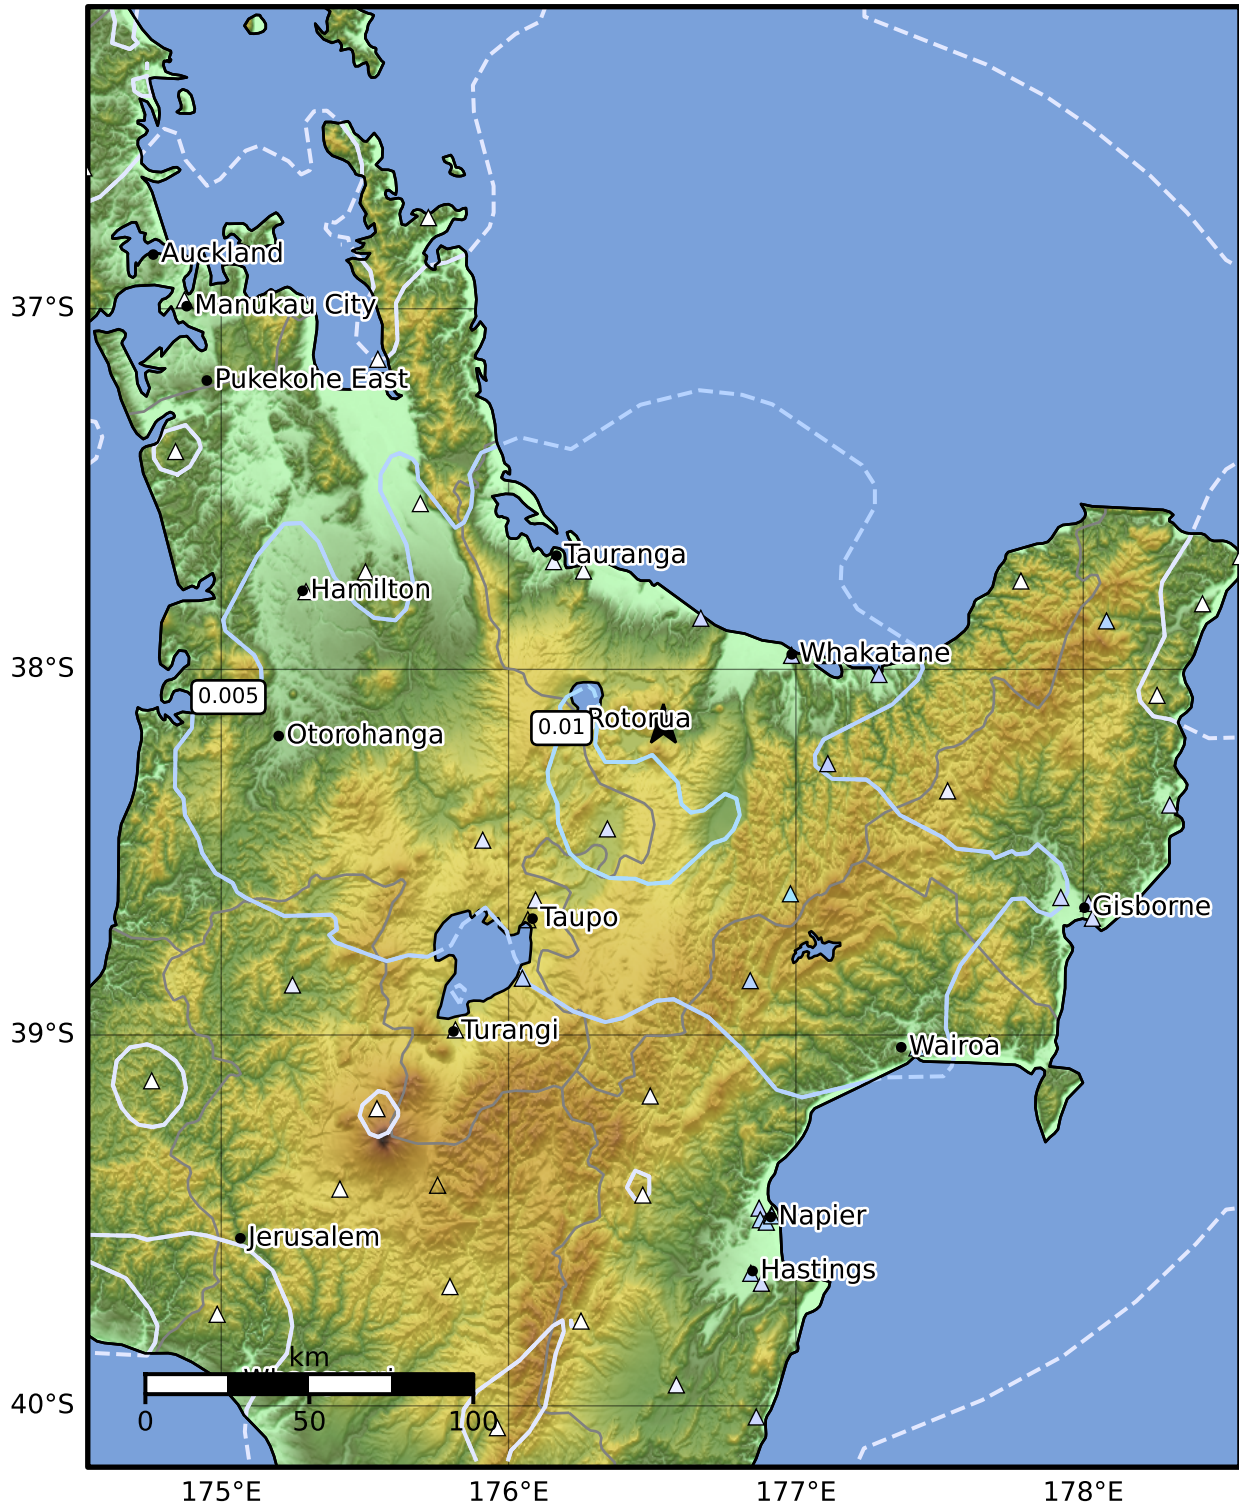 Auckland
37°S
Manukau City
Pukekohe East
Tauranga
Hamilton
38°S
Whakatane
0.005
0.01
Rotorua
Otorohanga
Gisborne
Taupo
39°S
Turangi
Wairoa
Napier
Jerusalem
Hastings
km
40°S
0
50
100
175°E
176°E
177°E
178°E